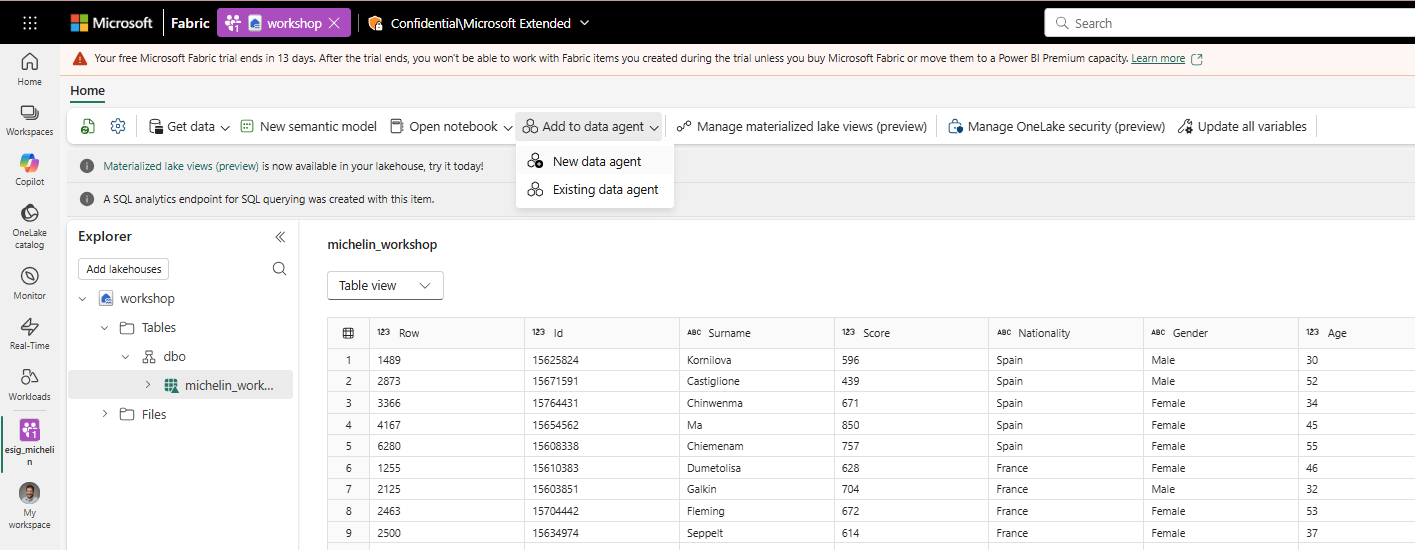 Microsoft Fabric workshop Confidential\Microsoft Extended Search
Your free Microsoft Fabric trial ends in 13 days. After the trial ends, you won't be able to work with Fabric items you created during the trial unless you buy Microsoft Fabric or move them to a Power BI Premium capacity. Learn more
Home
Workspaces
Copilot
OneLake
catalog
Monitor
Real-Time
Workloads
esig_micheli
n
My
workspace
Home
Get data New semantic model Open notebook Add to data agent Manage materialized lake views (preview) Manage OneLake security (preview) Update all variables
New data agent
Existing data agent
Materialized lake views (preview) is now available in your lakehouse, try it today!
A SQL analytics endpoint for SQL querying was created with this item.
Explorer
Add lakehouses
workshop
Tables
dbo
michelin_work...
Files
michelin_workshop
Table view
123 Row 123 Id ABC Surname 123 Score ABC Nationality ABC Gender 123 Age
1 1489 15625824 Kornilova 596 Spain Male 30
2 2873 15671591 Castiglione 439 Spain Male 52
3 3366 15764431 Chinwenma 671 Spain Female 34
4 4167 15654562 Ma 850 Spain Female 45
5 6280 15608338 Chiemenam 757 Spain Female 55
6 1255 15610383 Dumetolisa 628 France Female 46
7 2125 15603851 Galkin 704 France Male 32
8 2463 15704442 Fleming 672 France Female 53
9 2500 15634974 Seppelt 614 France Female 37